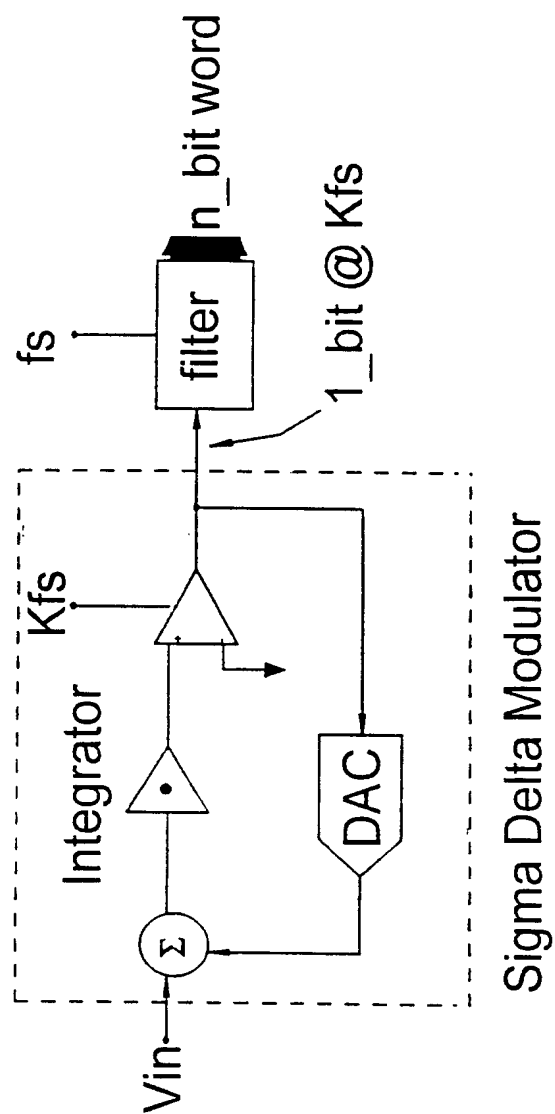 Kfs
fs
Integrator
Vin
Σ
filter
n_bit word
1_bit @ Kfs
DAC
Sigma Delta Modulator